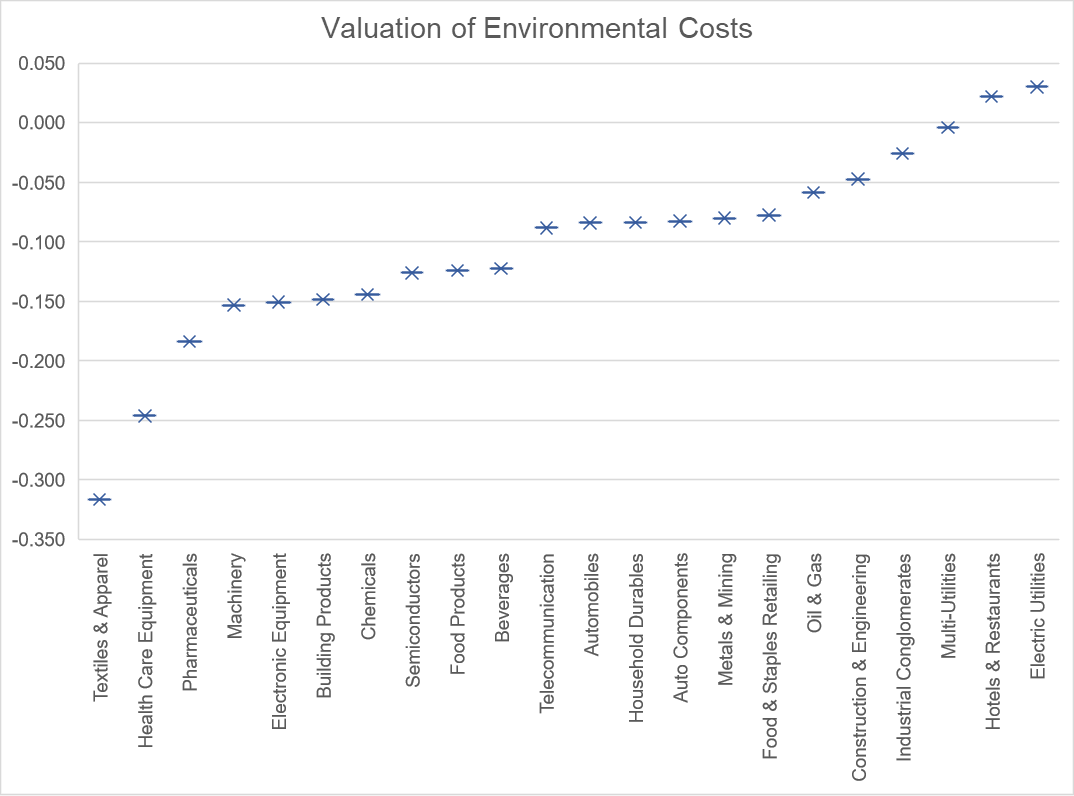 Valuation of Environmental Costs
0.050
0.000
-0.050
-0.100
-0.150
-0.200
-0.250
-0.300
-0.350
Textiles & Apparel
Health Care Equipment
Pharmaceuticals
Machinery
Electronic Equipment
Building Products
Chemicals
Semiconductors
Food Products
Beverages
Telecommunication
Automobiles
Household Durables
Auto Components
Metals & Mining
Food & Staples Retailing
Oil & Gas
Construction & Engineering
Industrial Conglomerates
Multi-Utilities
Hotels & Restaurants
Electric Utilities